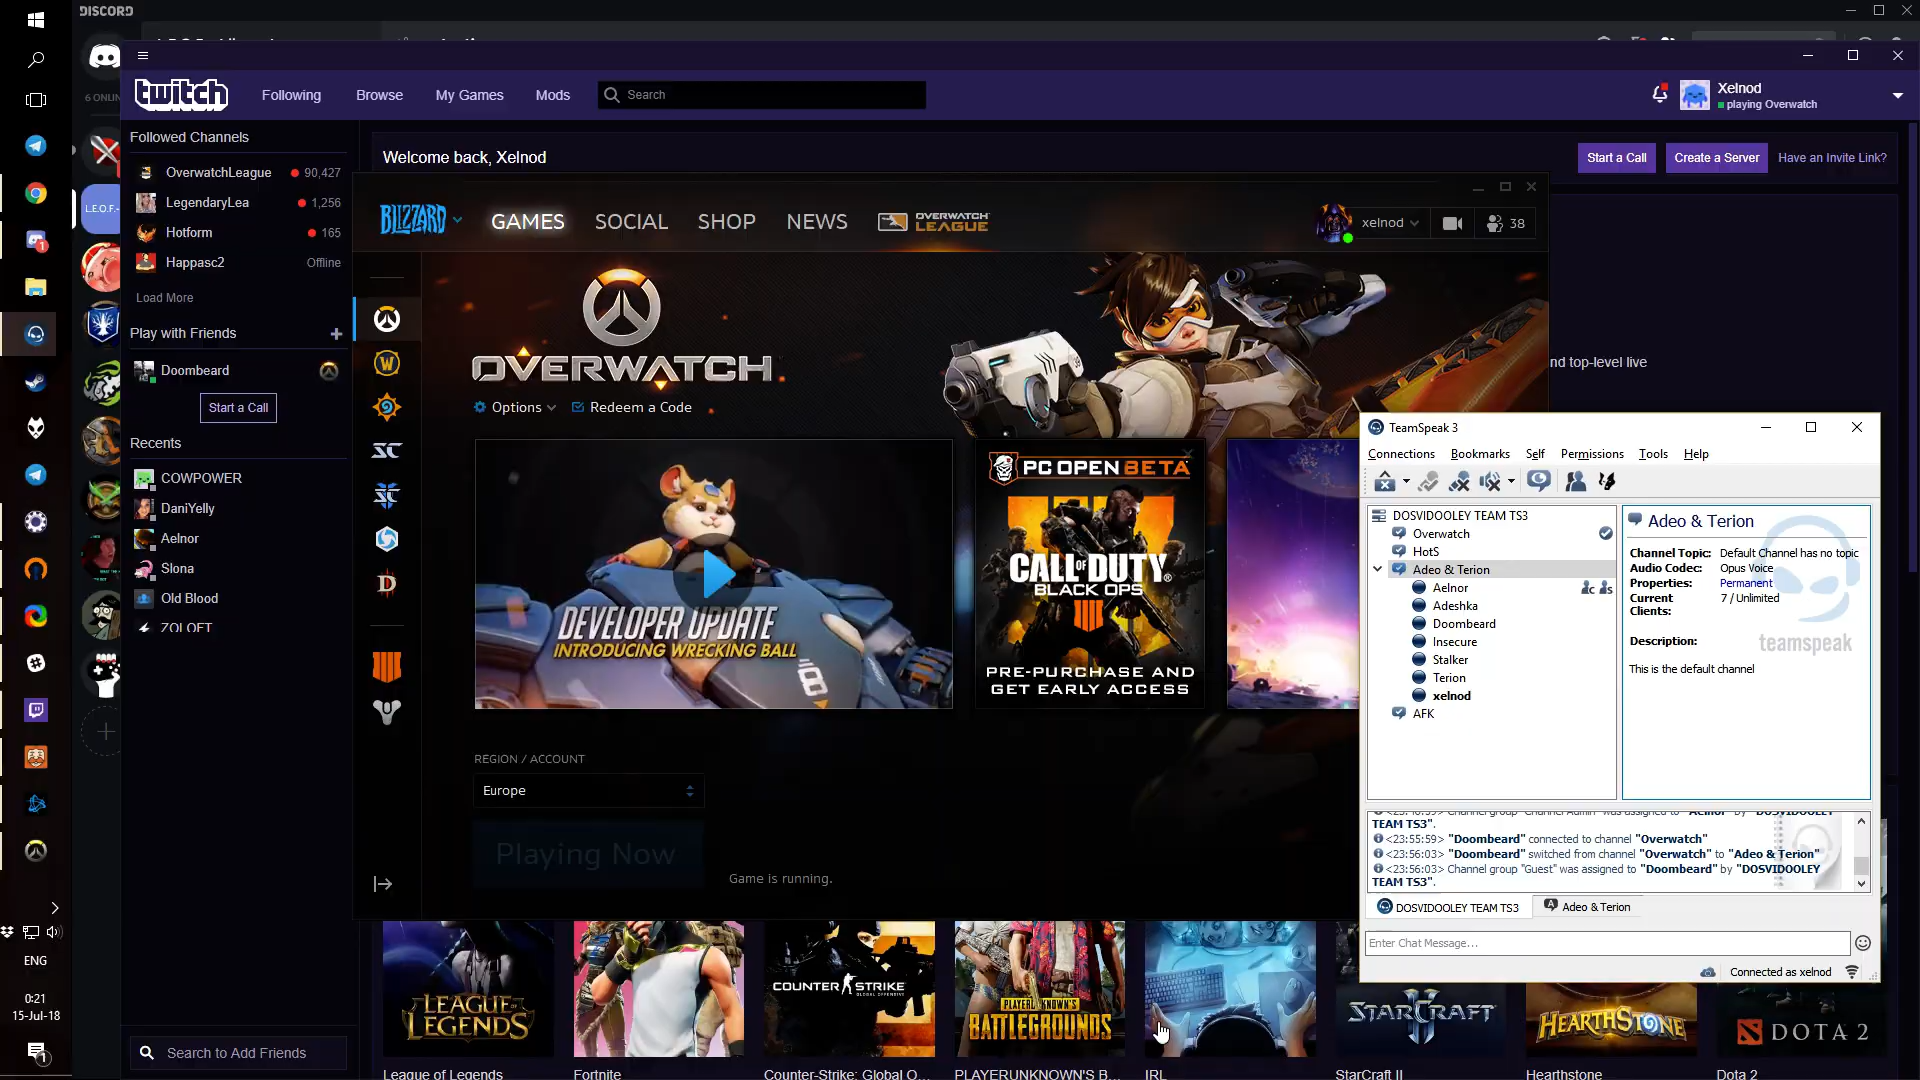 DISCORD
6 ONLIN
twitch
Following
Browse
My Games
Mods
Search
Xelnod
playing Overwatch
Followed Channels
OverwatchLeague 90,427
LegendaryLea 1,256
Hotform 165
Happasc2 Offline
Load More
Play with Friends
Doombeard
Start a Call
Recents
COWPOWER
DaniYelly
Aelnor
Slona
Old Blood
ZOLOFT
Search to Add Friends
L.E.O.F.-
Welcome back, Xelnod
Start a Call
Create a Server
Have an Invite Link?
nd top-level live
BLIZZARD
GAMES
SOCIAL
SHOP
NEWS
OVERWATCH
LEAGUE
xelnod
38
OVERWATCH
Options
Redeem a Code
DEVELOPER UPDATE
INTRODUCING WRECKING BALL
8
PC OPEN BETA
CALL OF DUTY
BLACK OPS
IIII
PRE-PURCHASE AND
GET EARLY ACCESS
REGION / ACCOUNT
Europe
Playing Now
Game is running.
TeamSpeak 3
Connections
Bookmarks
Self
Permissions
Tools
Help
DOSVIDOOLEY TEAM TS3
Overwatch
HotS
Adeo & Terion
Aelnor
Adeshka
Doombeard
Insecure
Stalker
Terion
xelnod
AFK
Adeo & Terion
Channel Topic: Default Channel has no topic
Audio Codec: Opus Voice
Properties: Permanent
Current 7 / Unlimited
Clients:
teamspeak
Description:
This is the default channel
TEAM TS3".
<23:55:59> "Doombeard" connected to channel "Overwatch"
<23:56:03> "Doombeard" switched from channel "Overwatch" to "Adeo & Terion"
<23:56:03> Channel group "Guest" was assigned to "Doombeard" by "DOSVIDOOLEY
TEAM TS3".
DOSVIDOOLEY TEAM TS3
Adeo & Terion
Enter Chat Message...
Connected as xelnod
LEAGUE OF LEGENDS
COUNTER STRIKE
GLOBAL OFFENSIVE
PLAYERUNKNOWN'S
BATTLEGROUNDS
STARCRAFT
II
HEARTHSTONE
DOTA 2
League of Legends
Fortnite
Counter-Strike: Global O...
PLAYERUNKNOWN'S B...
IRL
StarCraft II
Hearthstone
Dota 2
ENG
0:21
15-Jul-18
1